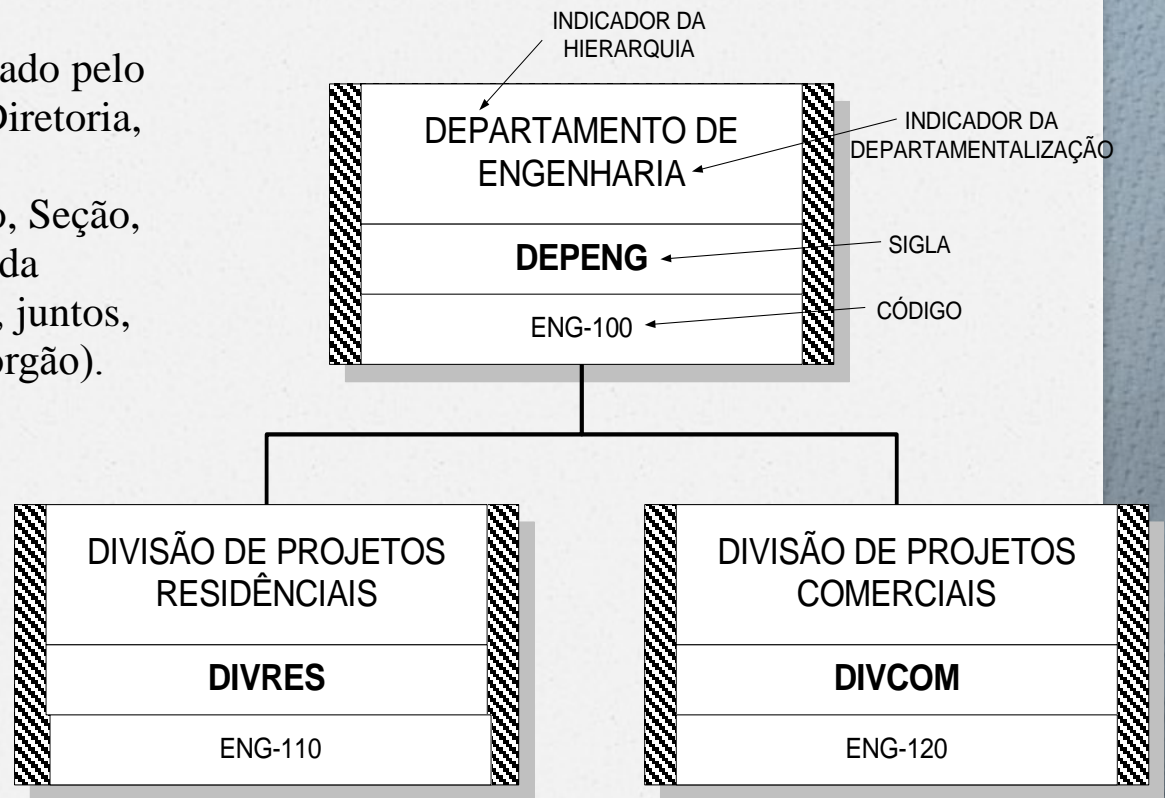 ado pelo
Diretoria,
o, Seção,
da
, juntos,
orgão).
INDICADOR DA
HIERARQUIA
DEPARTAMENTO DE
ENGENHARIA
INDICADOR DA
DEPARTAMENTALIZAÇÃO
DEPENG
SIGLA
ENG-100
CÓDIGO
DIVISÃO DE PROJETOS
RESIDÊNCIAIS
DIVRES
ENG-110
DIVISÃO DE PROJETOS
COMERCIAIS
DIVCOM
ENG-120